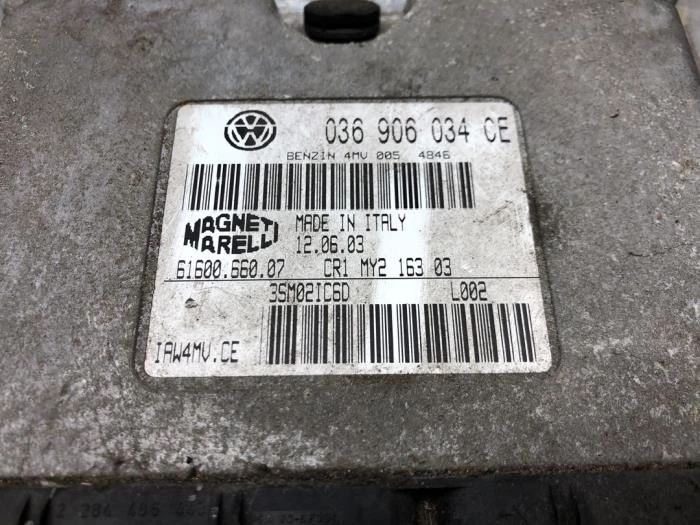 036 906 034 CE
BENZIN 4MV 005 4846
MAGNETI MARELLI
MADE IN ITALY
12.06.03
61600.660.07 CR1 MY2 163 03
3SM02IC6D L002
IAW4MV.CE